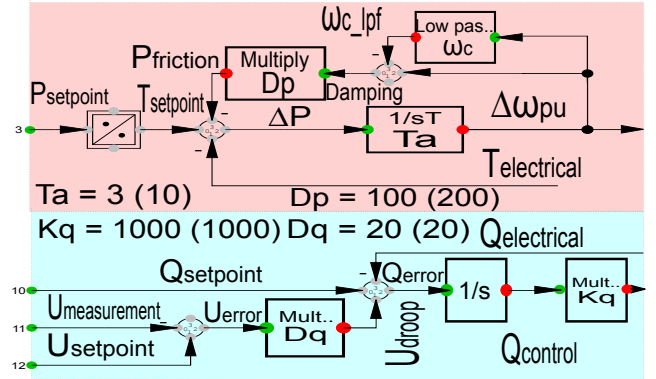 ωc_lpf
Low pas..
ωc
Multiply
Dp
Pfriction
Damping
Psetpoint
Tsetpoint
ΔP
1/sT
Ta
Δωpu
3
Telectrical
Ta = 3 (10)
Dp = 100 (200)
Kq = 1000 (1000)
Dq = 20 (20)
Qelectrical
Qsetpoint
Qerror
10
1/s
Mult..
Kq
Umeasurement
Uerror
11
Mult..
Dq
Udroop
Usetpoint
12
Qcontrol